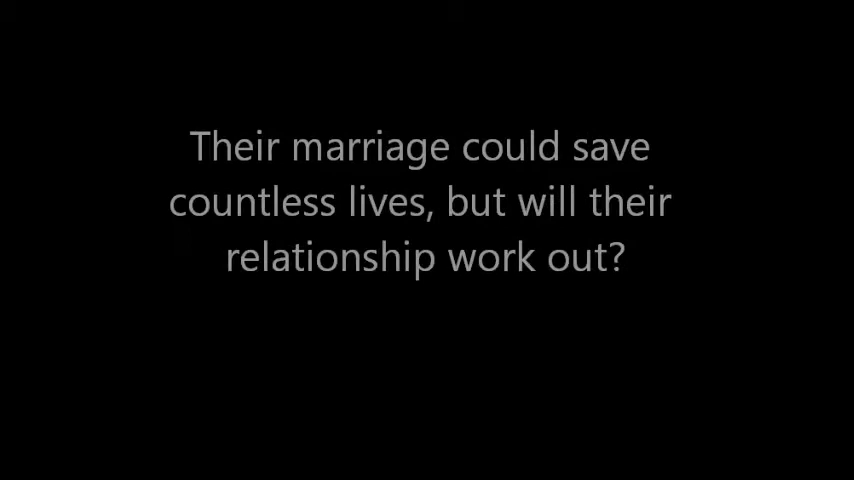 Their marriage could save
countless lives, but will their
relationship work out?